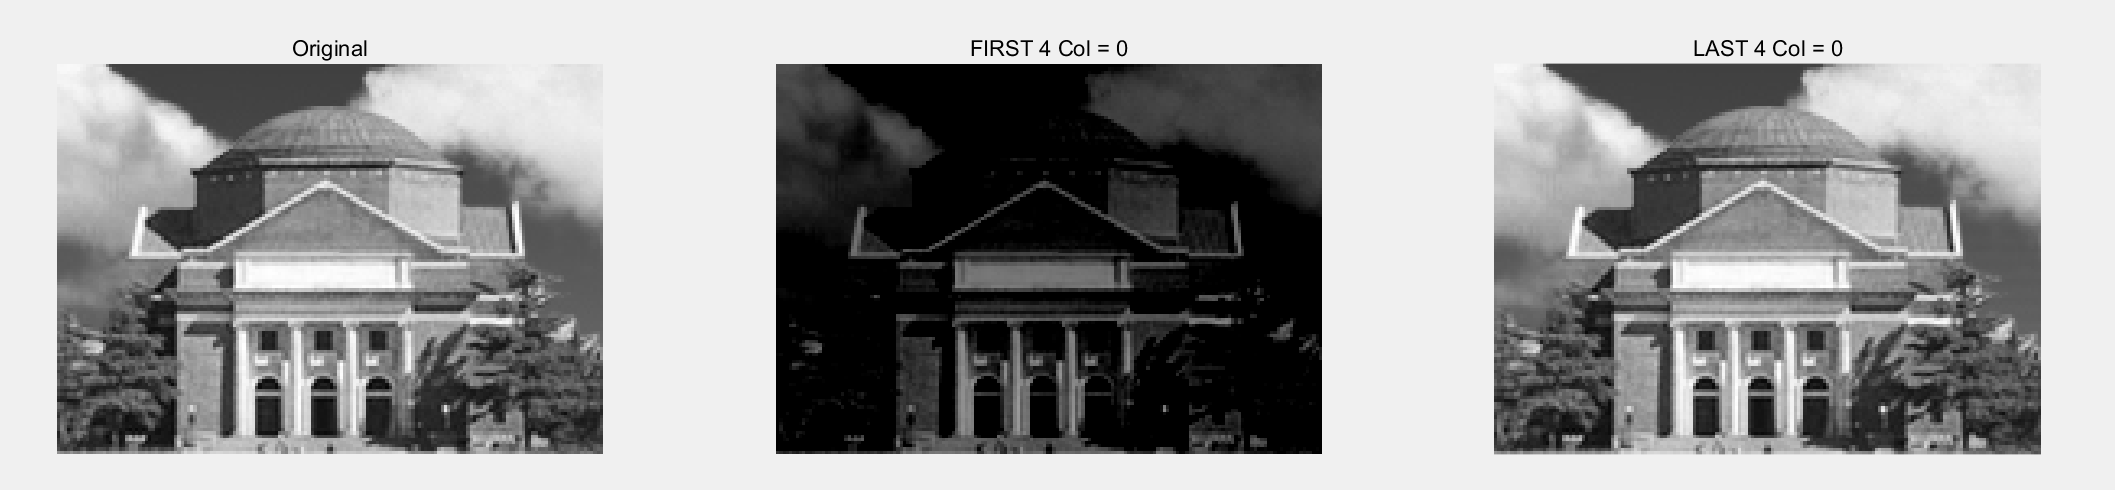 Original
FIRST 4 Col = 0
LAST 4 Col = 0